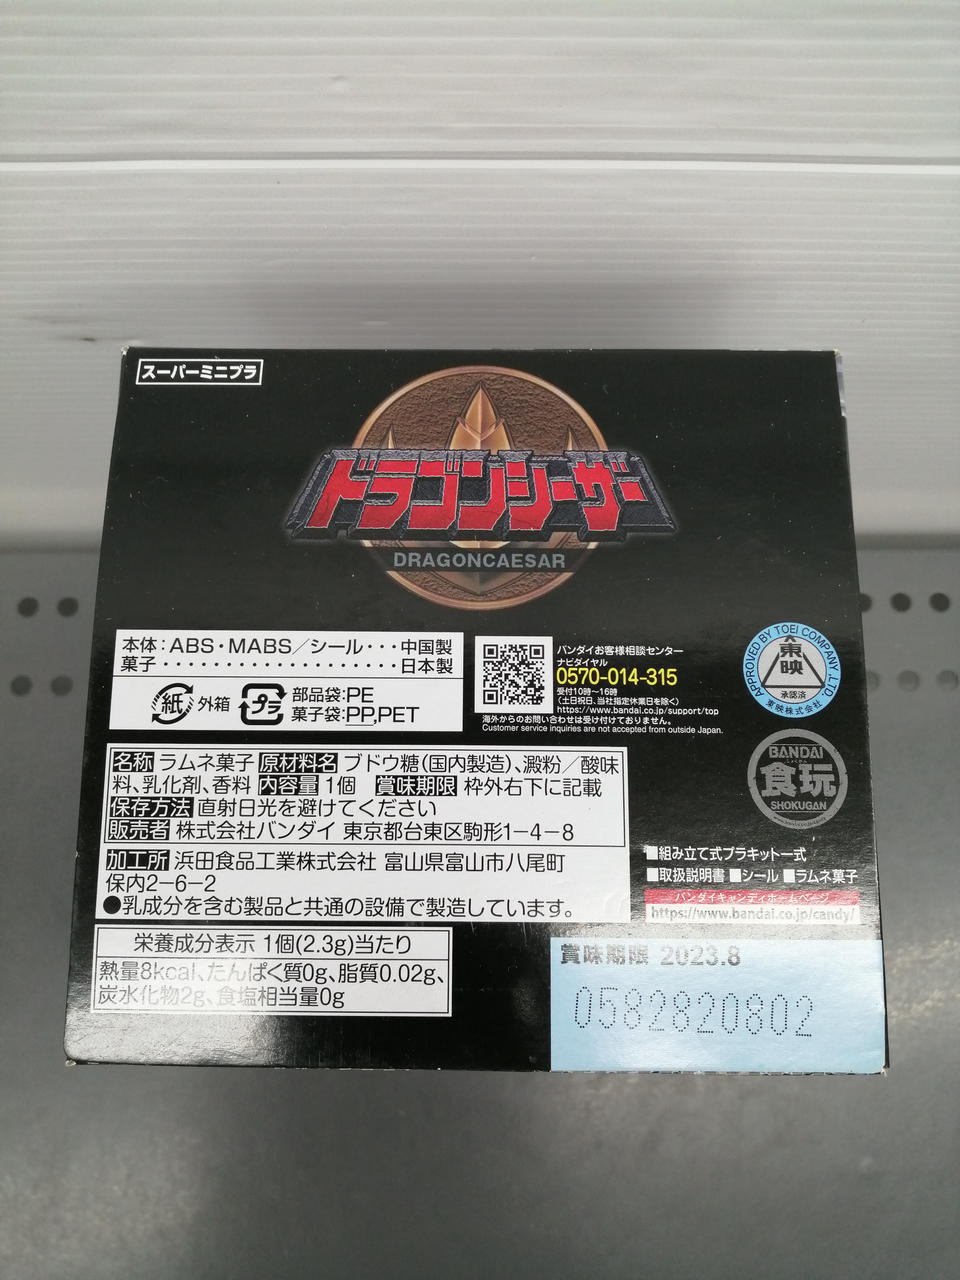 スーパーミニプラ
ドラゴンシーザー
DRAGONCAESAR
本体：ABS・MABS／シール・・・中国製
菓子・・・・・・・・・・・・・・・・・日本製
紙 外箱
プラ 部品袋：PE
菓子袋：PP,PET
バンダイお客様相談センター
ナビダイヤル
0570-014-315
受付10時～16時
（土日祝日、当社指定休業日を除く）
https://www.bandai.co.jp/support/top
海外からのお問い合わせは受け付けておりません。
Customer service inquiries are not accepted from outside Japan.
APPROVED BY TOEI COMPANY,LTD.
東映
承認済
東映株式会社
BANDAI
食玩
SHOKUGAN
名称 ラムネ菓子 原材料名 ブドウ糖（国内製造）、澱粉／酸味
料、乳化剤、香料 内容量 1個 賞味期限 枠外右下に記載
保存方法 直射日光を避けてください
販売者 株式会社バンダイ 東京都台東区駒形1－4－8
加工所 浜田食品工業株式会社 富山県富山市八尾町
保内2－6－2
●乳成分を含む製品と共通の設備で製造しています。
■組み立て式プラキット一式
■取扱説明書 ■シール ■ラムネ菓子
バンダイキャンディホームページ
https://www.bandai.co.jp/candy/
栄養成分表示 1個(2.3g)当たり
熱量8kcal、たんぱく質0g、脂質0.02g、
炭水化物2g、食塩相当量0g
賞味期限 2023.8
0582820802